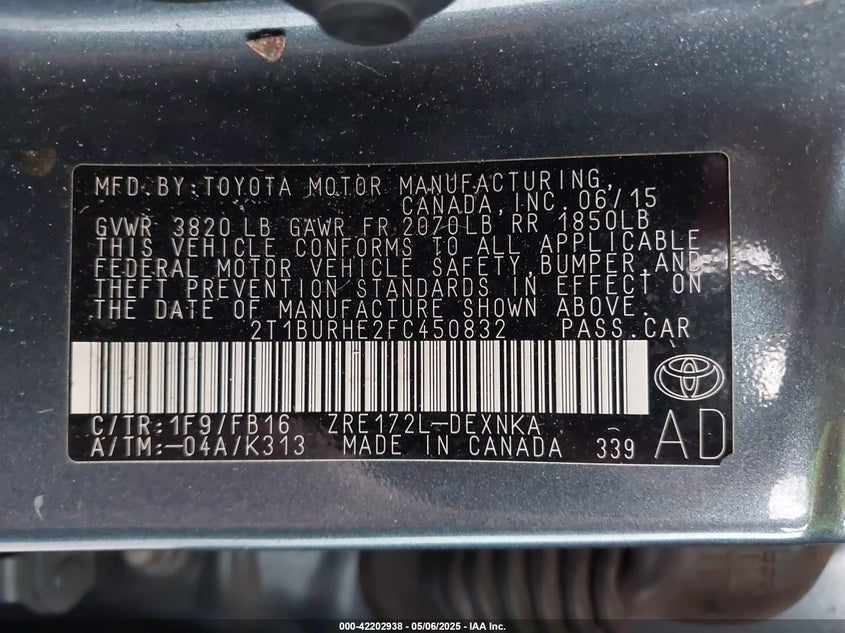 MFD. BY: TOYOTA MOTOR MANUFACTURING,
CANADA, INC. 06/15
GVWR 3820 LB GAWR FR 2070LB RR 1850LB
THIS VEHICLE CONFORMS TO ALL APPLICABLE
FEDERAL MOTOR VEHICLE SAFETY, BUMPER, AND
THEFT PREVENTION STANDARDS IN EFFECT ON
THE DATE OF MANUFACTURE SHOWN ABOVE.
2T1BURHE2FC450832 PASS. CAR
C/TR: 1F9/FB16 ZRE172L-DEXNKA
A/TM: -04A/K313 MADE IN CANADA 339 AD
000-42202938 - 05/06/2025 - IAA Inc.